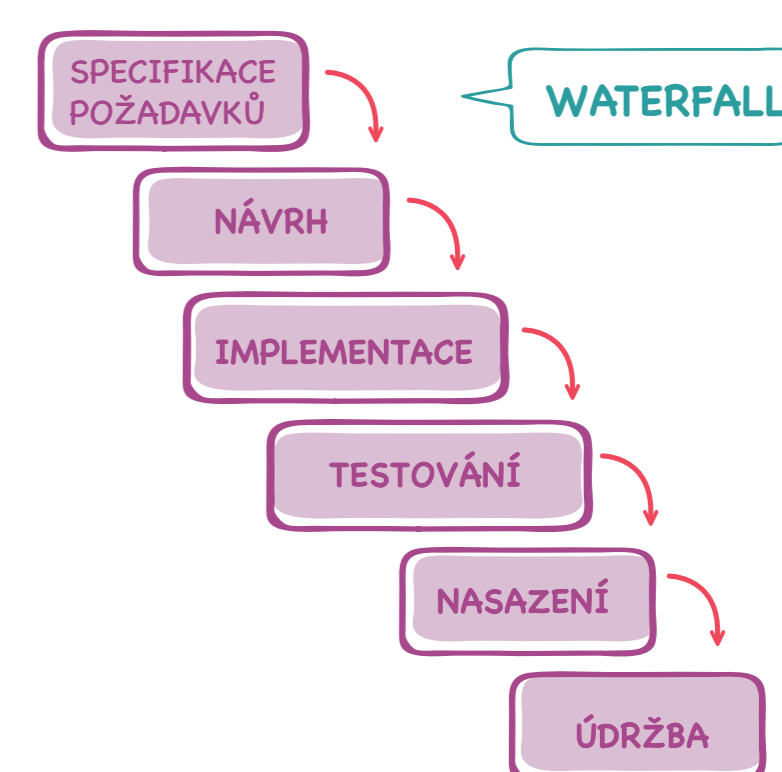 SPECIFIKACE
POŽADAVKŮ
WATERFALL
NÁVRH
IMPLEMENTACE
TESTOVÁNÍ
NASAZENÍ
ÚDRŽBA